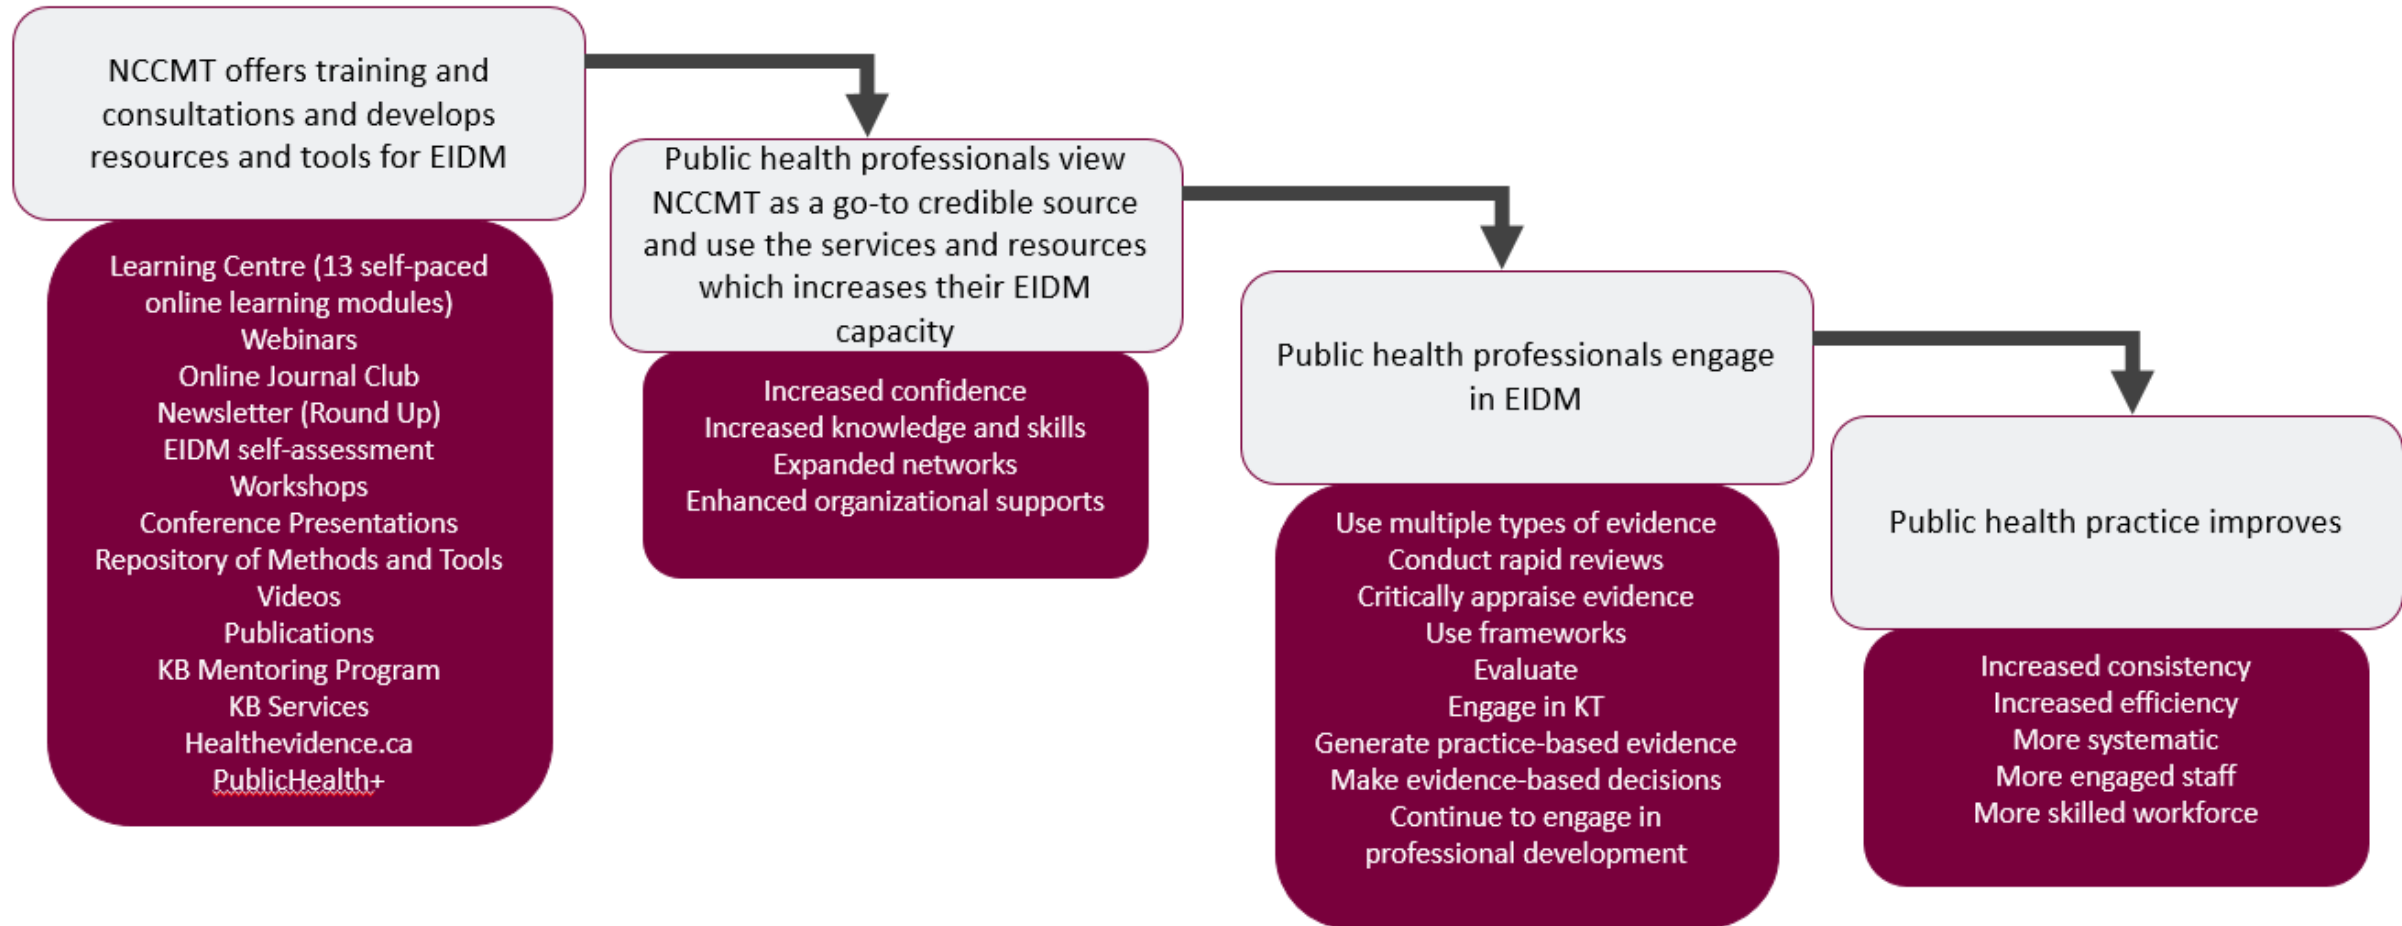 NCCMT offers training and
consultations and develops
resources and tools for EIDM
Learning Centre (13 self-paced
online learning modules)
Webinars
Online Journal Club
Newsletter (Round Up)
EIDM self-assessment
Workshops
Conference Presentations
Repository of Methods and Tools
Videos
Publications
KB Mentoring Program
KB Services
Healthevidence.ca
PublicHealth+
Public health professionals view
NCCMT as a go-to credible source
and use the services and resources
which increases their EIDM
capacity
Increased confidence
Increased knowledge and skills
Expanded networks
Enhanced organizational supports
Public health professionals engage
in EIDM
Use multiple types of evidence
Conduct rapid reviews
Critically appraise evidence
Use frameworks
Evaluate
Engage in KT
Generate practice-based evidence
Make evidence-based decisions
Continue to engage in
professional development
Public health practice improves
Increased consistency
Increased efficiency
More systematic
More engaged staff
More skilled workforce